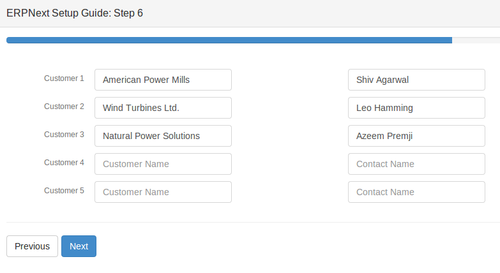 ERPNext Setup Guide: Step 6
Customer 1 American Power Mills Shiv Agarwal
Customer 2 Wind Turbines Ltd. Leo Hamming
Customer 3 Natural Power Solutions Azeem Premji
Customer 4 Customer Name Contact Name
Customer 5 Customer Name Contact Name
Previous Next